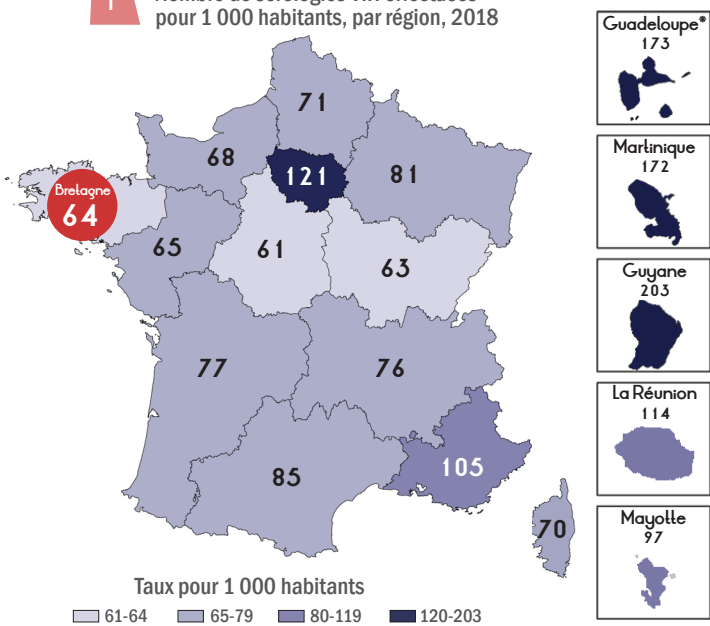 pour 1 000 habitants, par région, 2018
Guadeloupe*
173
71
68
121
81
Martinique
172
Bretagne
64
65
61
63
Guyane
203
77
76
La Réunion
114
85
105
70
Mayotte
97
Taux pour 1 000 habitants
61-64
65-79
80-119
120-203